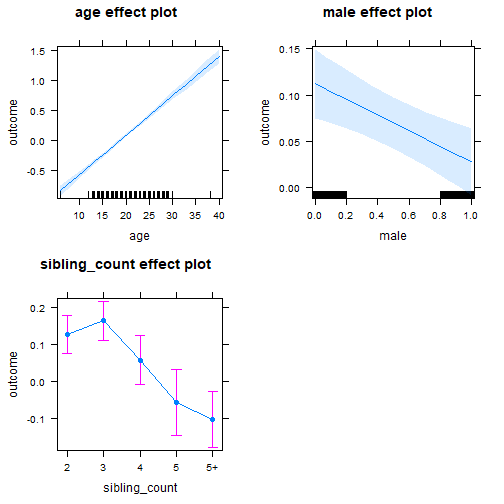 age effect plot
1.5
1.0
0.5
0.0
-0.5
outcome
10 15 20 25 30 35 40
age
male effect plot
0.15
0.10
0.05
0.00
outcome
0.0 0.2 0.4 0.6 0.8 1.0
male
sibling_count effect plot
0.2
0.1
0.0
-0.1
outcome
2 3 4 5 5+
sibling_count